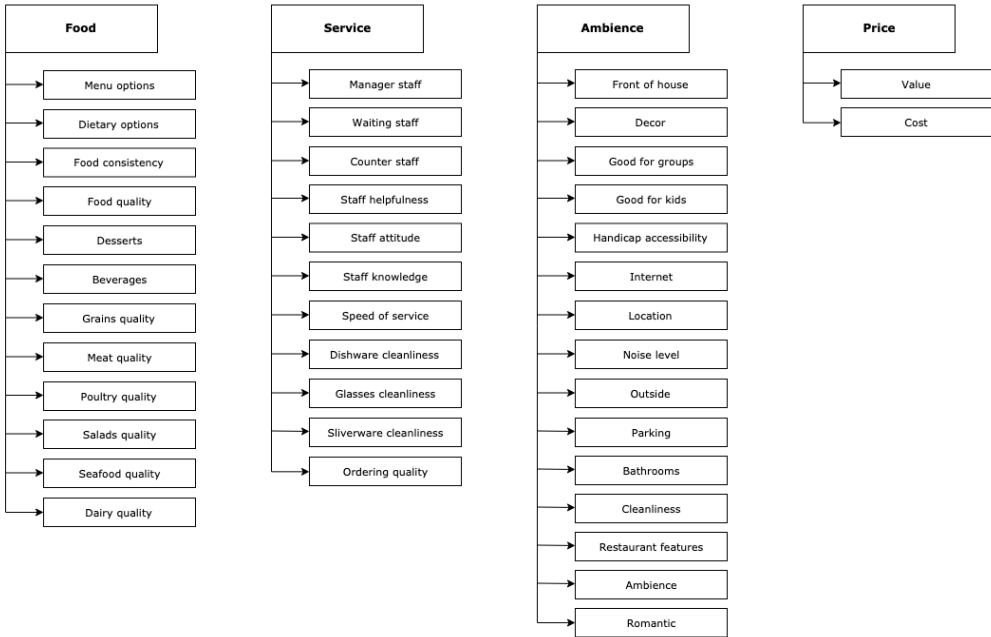 Food
Menu options
Dietary options
Food consistency
Food quality
Desserts
Beverages
Grains quality
Meat quality
Poultry quality
Salads quality
Seafood quality
Dairy quality
Service
Manager staff
Waiting staff
Counter staff
Staff helpfulness
Staff attitude
Staff knowledge
Speed of service
Dishware cleanliness
Glasses cleanliness
Sliverware cleanliness
Ordering quality
Ambience
Front of house
Decor
Good for groups
Good for kids
Handicap accessibility
Internet
Location
Noise level
Outside
Parking
Bathrooms
Cleanliness
Restaurant features
Ambience
Romantic
Price
Value
Cost